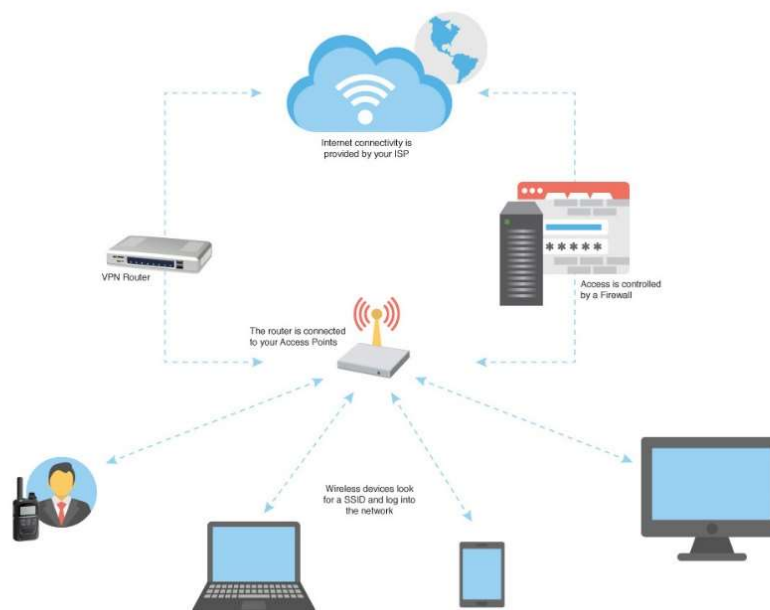 Internet connectivity is
provided by your ISP
VPN Router
Access is controlled
by a Firewall
The router is connected
to your Access Points
Wireless devices look
for a SSID and log into
the network